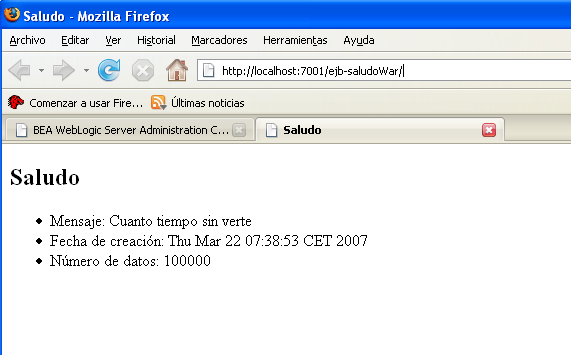 Saludo - Mozilla Firefox
Archivo Editar Ver Historial Marcadores Herramientas Ayuda
http://localhost:7001/ejb-saludoWar/
Comenzar a usar Fire... Últimas noticias
BEA WebLogic Server Administration C... Saludo
Saludo
• Mensaje: Cuanto tiempo sin verte
• Fecha de creación: Thu Mar 22 07:38:53 CET 2007
• Número de datos: 100000